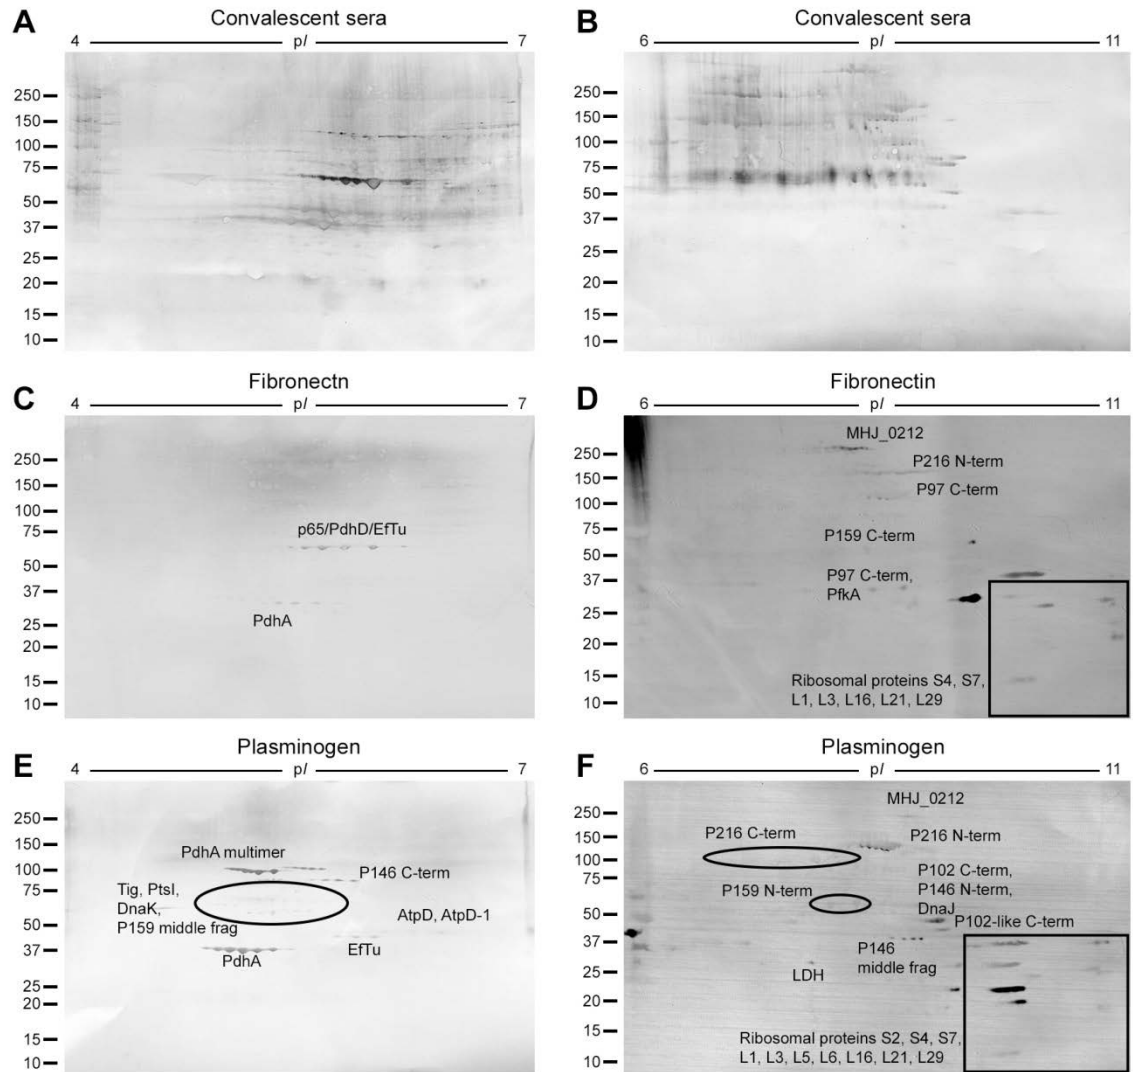 A
Convalescent sera
4 pI 7
250
150
100
75
50
37
25
20
15
10
B
Convalescent sera
6 pI 11
250
150
100
75
50
37
25
20
15
10
C
Fibronectn
4 pI 7
250
150
100
75
50
37
25
20
15
10
p65/PdhD/EfTu
PdhA
D
Fibronectin
6 pI 11
250
150
100
75
50
37
25
20
15
10
MHJ_0212
P216 N-term
P97 C-term
P159 C-term
P97 C-term,
PfkA
Ribosomal proteins S4, S7,
L1, L3, L16, L21, L29
E
Plasminogen
4 pI 7
250
150
100
75
50
37
25
20
15
10
PdhA multimer
P146 C-term
Tig, PtsI,
DnaK,
P159 middle frag
AtpD, AtpD-1
EfTu
PdhA
F
Plasminogen
6 pI 11
250
150
100
75
50
37
25
20
15
10
MHJ_0212
P216 C-term
P216 N-term
P159 N-term
P102 C-term,
P146 N-term,
DnaJ
P102-like C-term
P146
middle frag
LDH
Ribosomal proteins S2, S4, S7,
L1, L3, L5, L6, L16, L21, L29